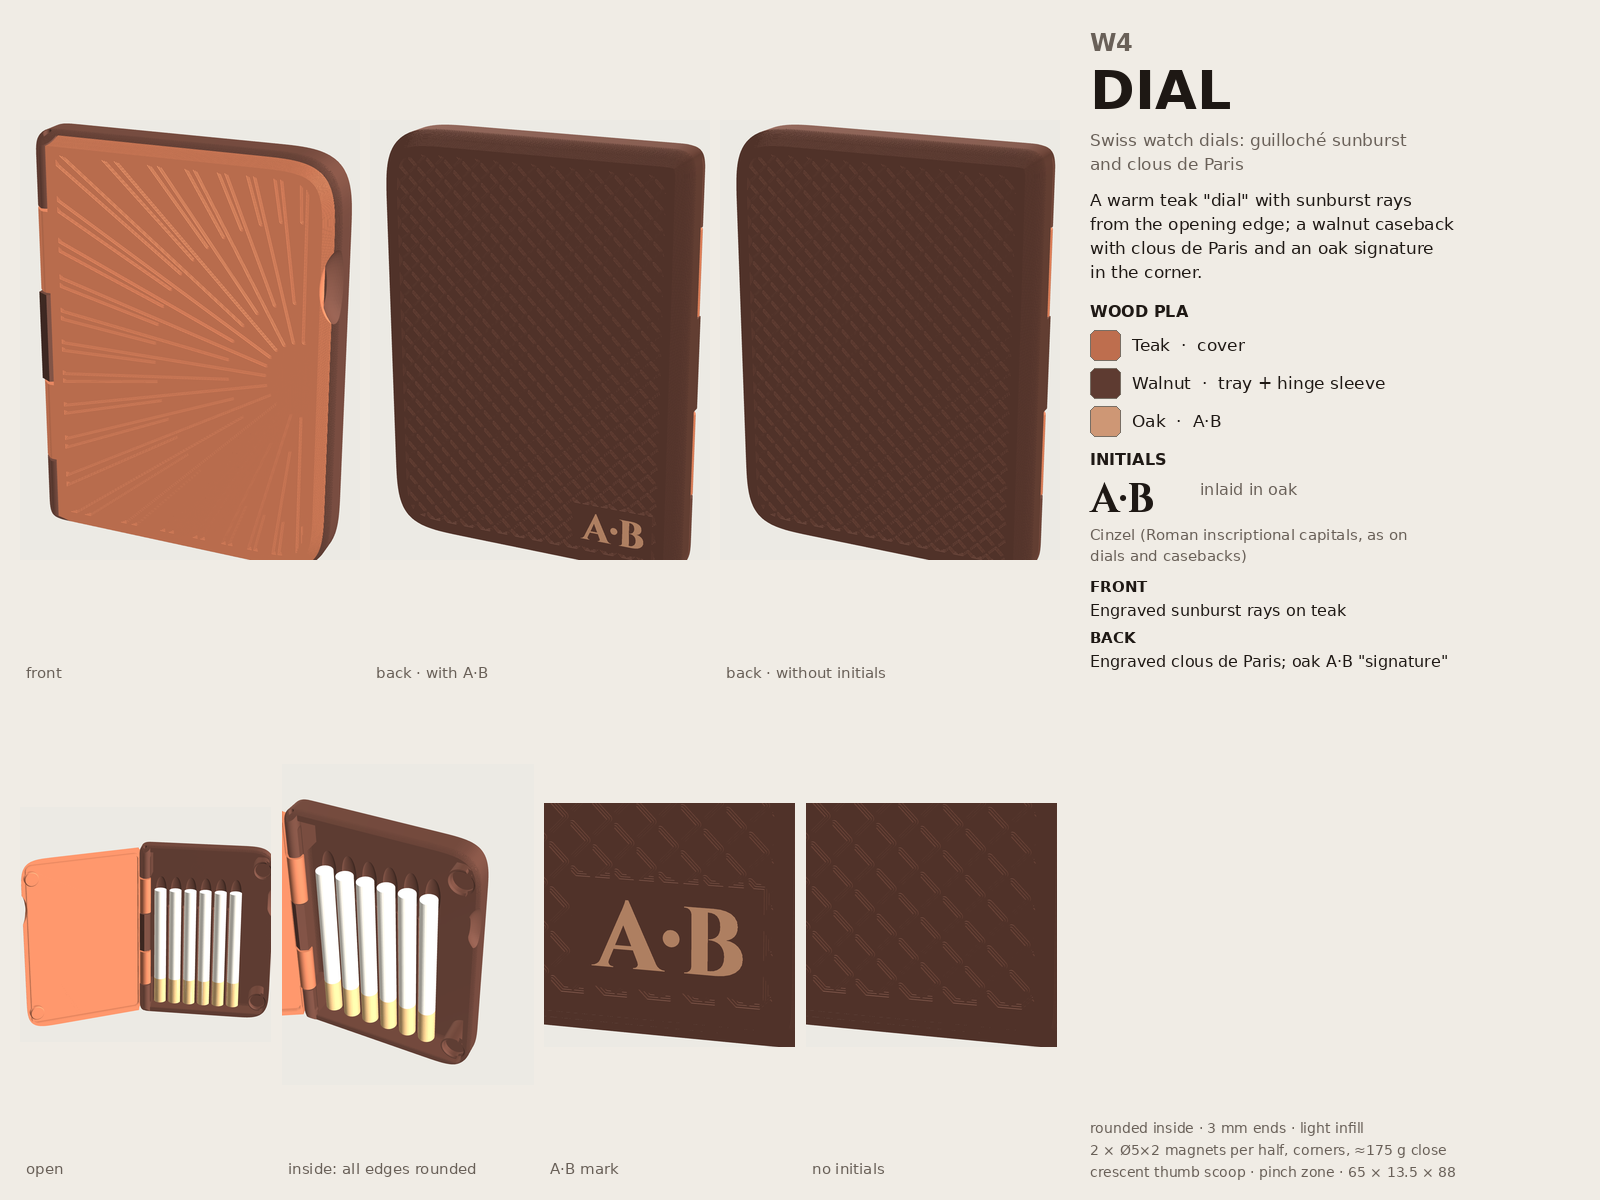 W4
DIAL
Swiss watch dials: guilloché sunburst
and clous de Paris
A warm teak "dial" with sunburst rays
from the opening edge; a walnut caseback
with clous de Paris and an oak signature
in the corner.
WOOD PLA
Teak · cover
Walnut · tray + hinge sleeve
Oak · A·B
INITIALS
A·B inlaid in oak
Cinzel (Roman inscriptional capitals, as on
dials and casebacks)
FRONT
Engraved sunburst rays on teak
BACK
Engraved clous de Paris; oak A·B "signature"
A·B
front
back · with A·B
back · without initials
A·B
open
inside: all edges rounded
A·B mark
no initials
rounded inside · 3 mm ends · light infill
2 × Ø5×2 magnets per half, corners, ≈175 g close
crescent thumb scoop · pinch zone · 65 × 13.5 × 88